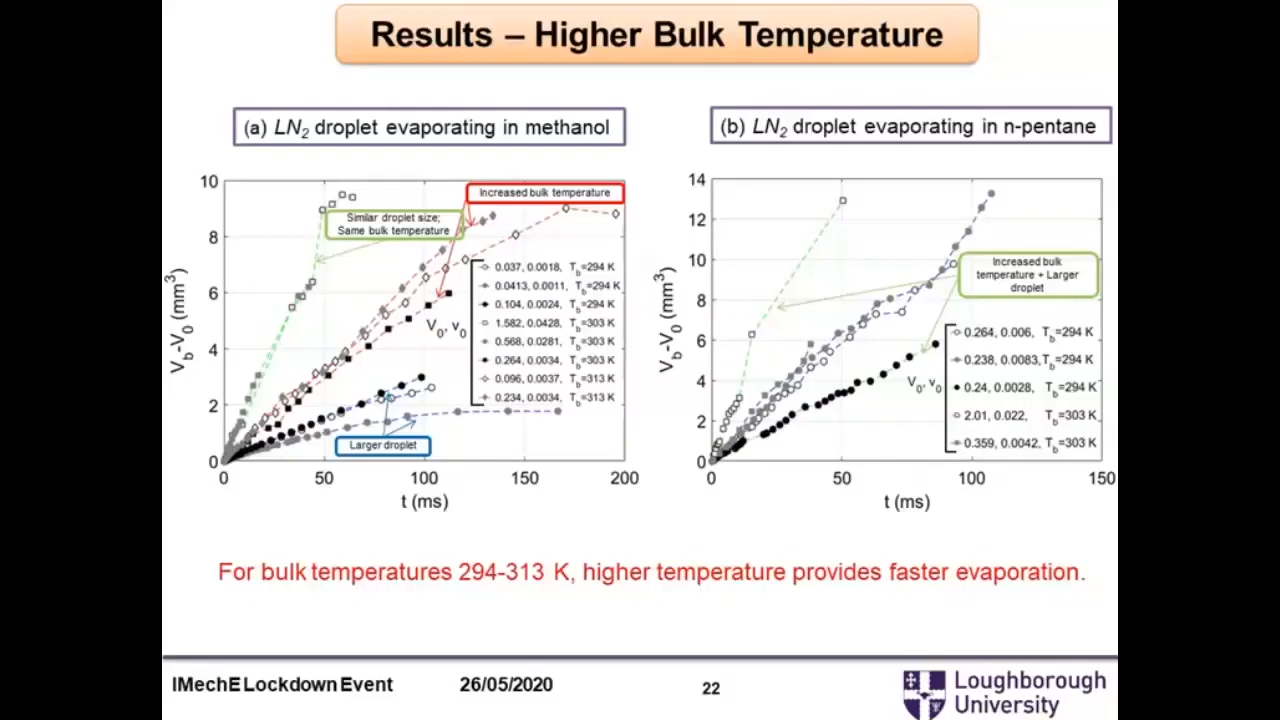 Results – Higher Bulk Temperature
(a) LN2 droplet evaporating in methanol
(b) LN2 droplet evaporating in n-pentane
10
8
6
4
2
0
0
50
100
150
200
Vb-V0 (mm3)
t (ms)
Increased bulk temperature
Similar droplet size;
Same bulk temperature
Larger droplet
V0, v0
0.037, 0.0018, Tb=294 K
0.0413, 0.0011, Tb=294 K
0.104, 0.0024, Tb=294 K
1.582, 0.0428, Tb=303 K
0.568, 0.0281, Tb=303 K
0.264, 0.0034, Tb=303 K
0.096, 0.0037, Tb=313 K
0.234, 0.0034, Tb=313 K
14
12
10
8
6
4
2
0
0
50
100
150
Vb-V0 (mm3)
t (ms)
Increased bulk
temperature + Larger
droplet
V0, v0
0.264, 0.006, Tb=294 K
0.238, 0.0083, Tb=294 K
0.24, 0.0028, Tb=294 K
2.01, 0.022, Tb=303 K
0.359, 0.0042, Tb=303 K
For bulk temperatures 294-313 K, higher temperature provides faster evaporation.
IMechE Lockdown Event
26/05/2020
22
Loughborough
University